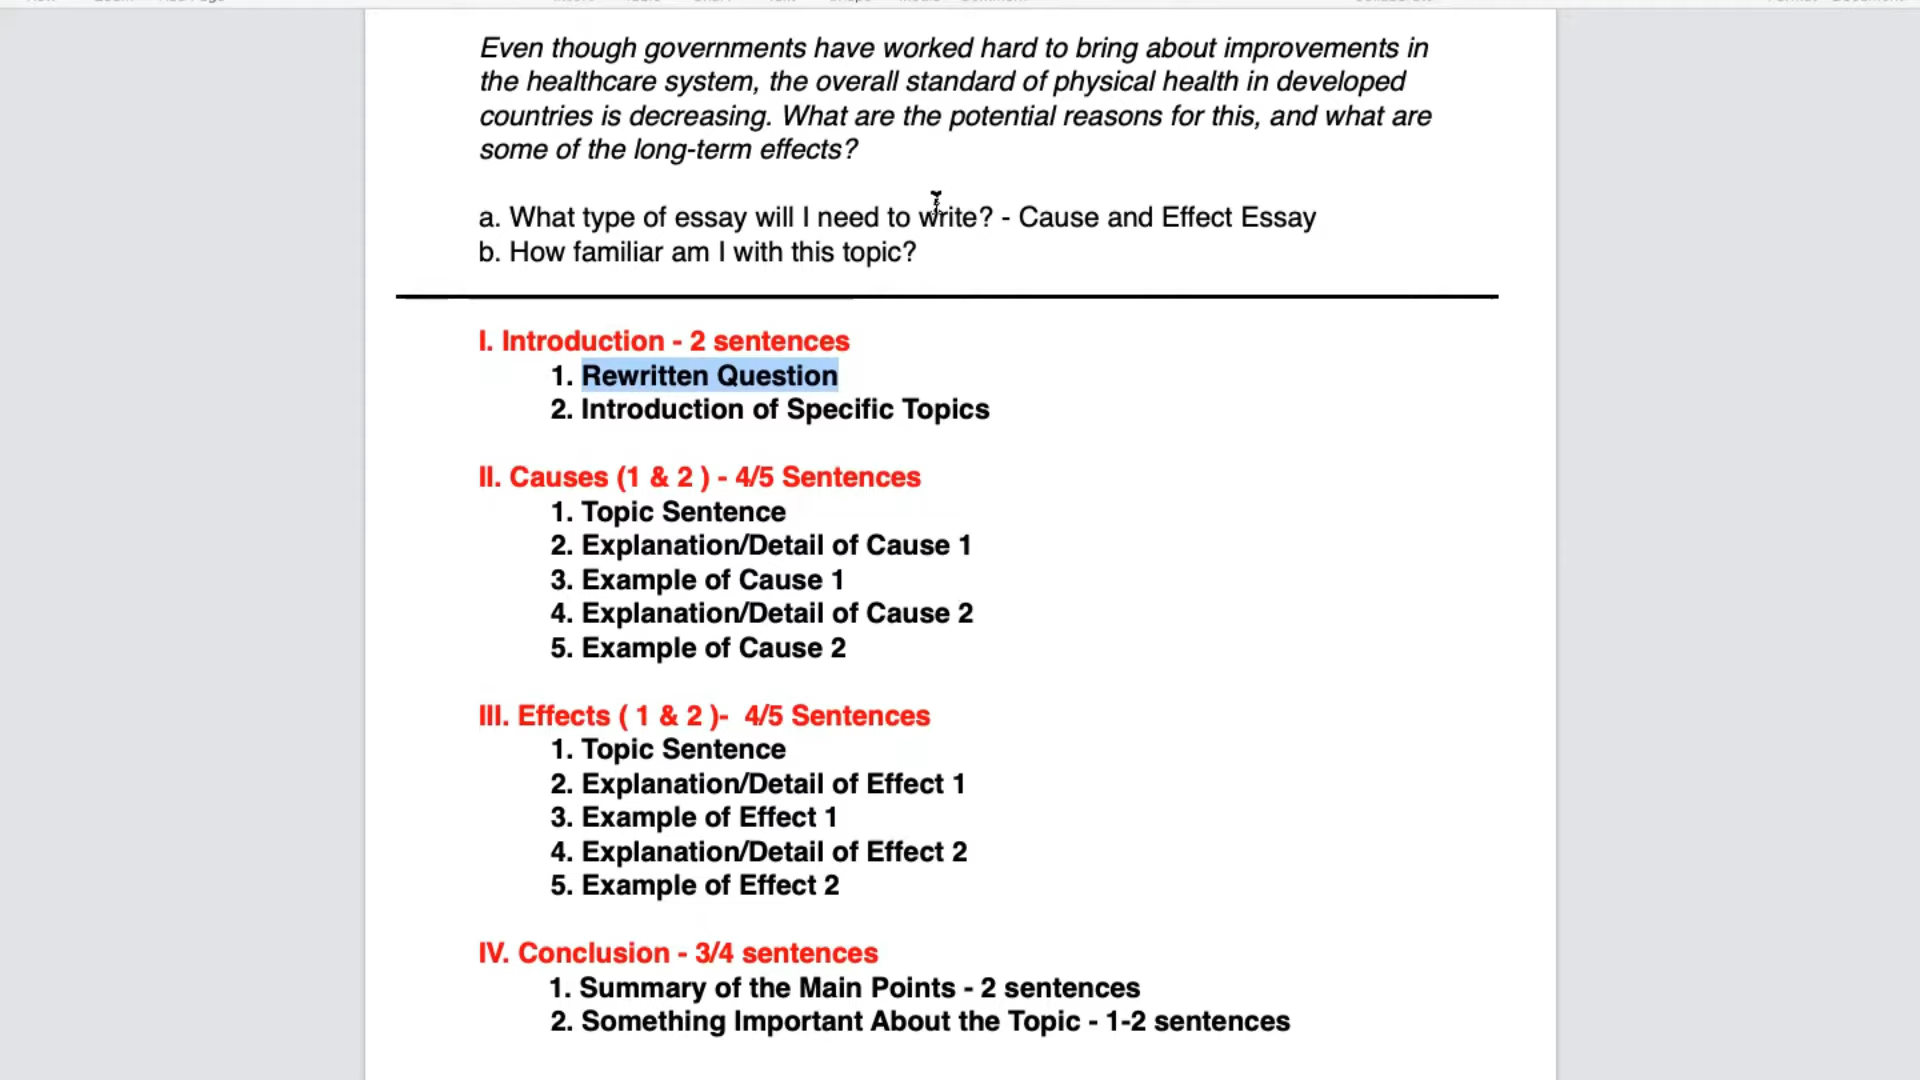 Even though governments have worked hard to bring about improvements in
the healthcare system, the overall standard of physical health in developed
countries is decreasing. What are the potential reasons for this, and what are
some of the long-term effects?
a. What type of essay will I need to write? - Cause and Effect Essay
b. How familiar am I with this topic?
I. Introduction - 2 sentences
1. Rewritten Question
2. Introduction of Specific Topics
II. Causes (1 & 2 ) - 4/5 Sentences
1. Topic Sentence
2. Explanation/Detail of Cause 1
3. Example of Cause 1
4. Explanation/Detail of Cause 2
5. Example of Cause 2
III. Effects ( 1 & 2 )-  4/5 Sentences
1. Topic Sentence
2. Explanation/Detail of Effect 1
3. Example of Effect 1
4. Explanation/Detail of Effect 2
5. Example of Effect 2
IV. Conclusion - 3/4 sentences
1. Summary of the Main Points - 2 sentences
2. Something Important About the Topic - 1-2 sentences